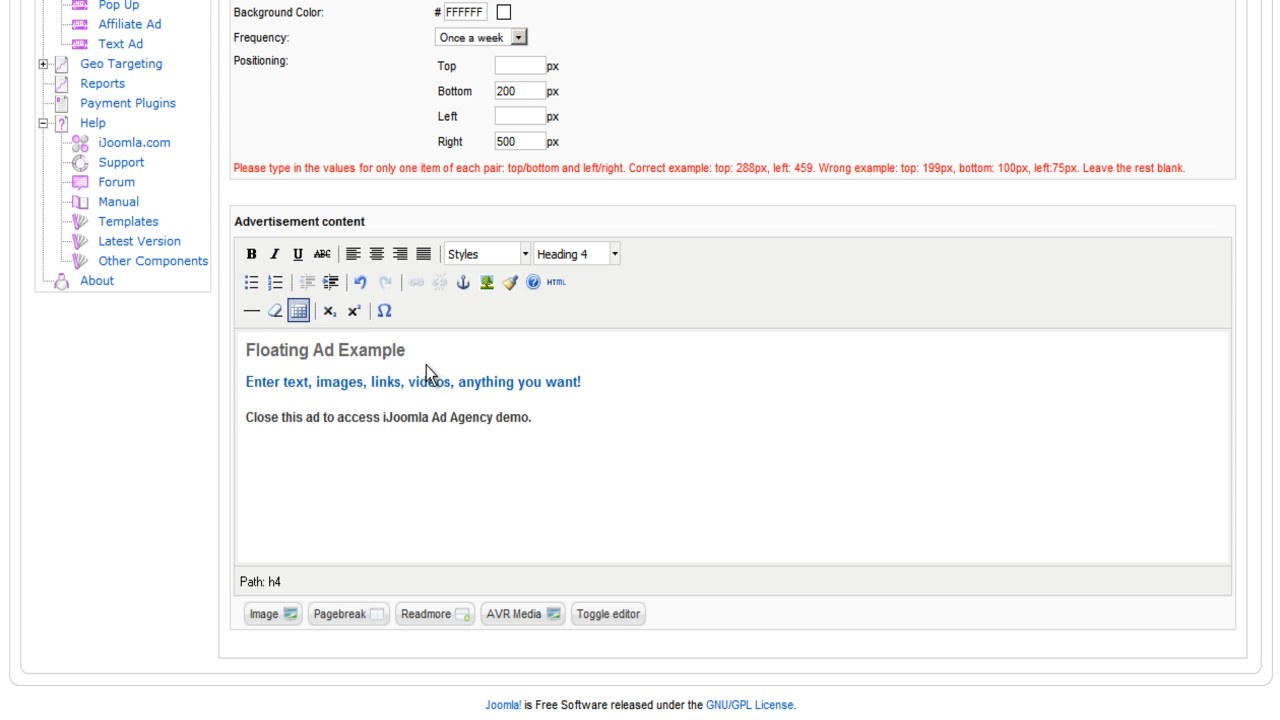 Pop Up
Affiliate Ad
Text Ad
Geo Targeting
Reports
Payment Plugins
Help
iJoomla.com
Support
Forum
Manual
Templates
Latest Version
Other Components
About
Background Color: # FFFFFF
Frequency: Once a week
Positioning:
Top px
Bottom 200 px
Left px
Right 500 px
Please type in the values for only one item of each pair: top/bottom and left/right. Correct example: top: 288px, left: 459. Wrong example: top: 199px, bottom: 100px, left:75px. Leave the rest blank.
Advertisement content
B I U ABC Styles Heading 4
HTML
x₂ x² Ω
Floating Ad Example
Enter text, images, links, videos, anything you want!
Close this ad to access iJoomla Ad Agency demo.
Path: h4
Image Pagebreak Readmore AVR Media Toggle editor
Joomla! is Free Software released under the GNU/GPL License.